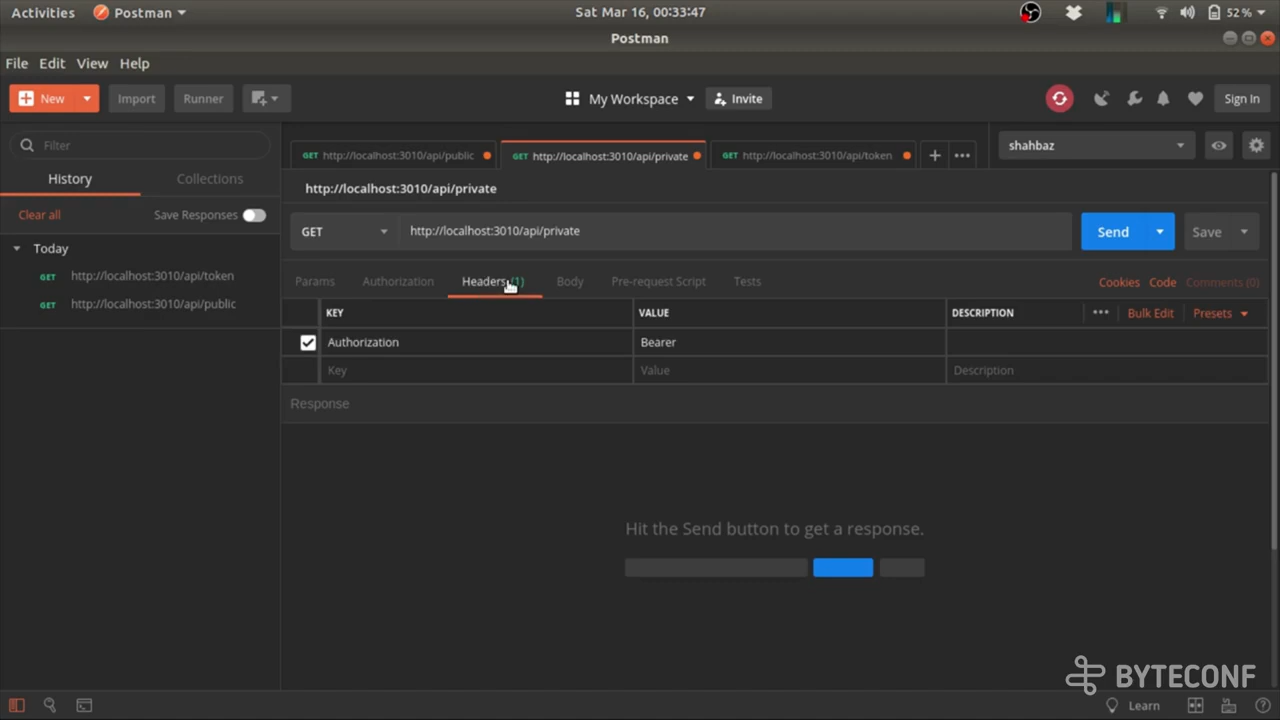 Activities Postman Sat Mar 16, 00:33:47 52 %
Postman
File Edit View Help
New Import Runner My Workspace Invite Sign In
Filter
History Collections
Clear all Save Responses
Today
GET http://localhost:3010/api/token
GET http://localhost:3010/api/public
GET http://localhost:3010/api/public GET http://localhost:3010/api/private GET http://localhost:3010/api/token shahbaz
http://localhost:3010/api/private
GET http://localhost:3010/api/private Send Save
Params Authorization Headers (1) Body Pre-request Script Tests Cookies Code Comments (0)
KEY VALUE DESCRIPTION Bulk Edit Presets
Authorization Bearer
Key Value Description
Response
Hit the Send button to get a response.
BYTECONF
Learn